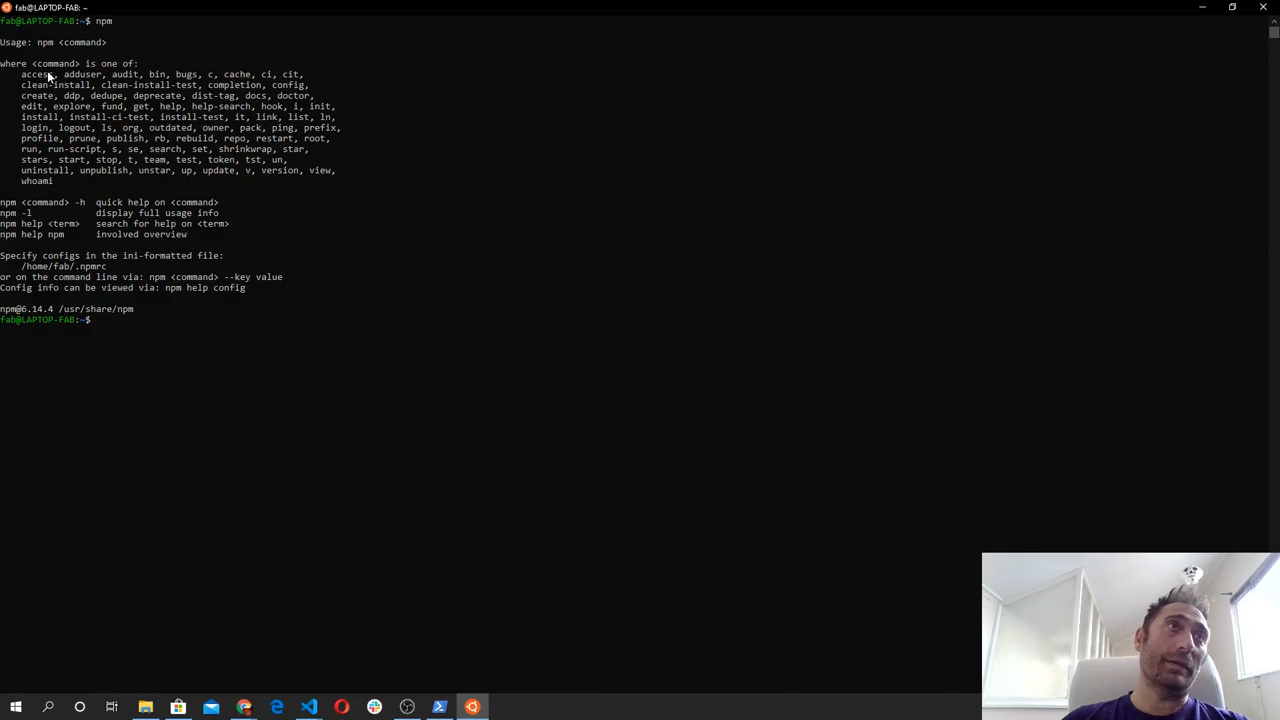 fab@LAPTOP-FAB: ~
fab@LAPTOP-FAB:~$ npm
Usage: npm <command>
where <command> is one of:
access, adduser, audit, bin, bugs, c, cache, ci, cit,
clean-install, clean-install-test, completion, config,
create, ddp, dedupe, deprecate, dist-tag, docs, doctor,
edit, explore, fund, get, help, help-search, hook, i, init,
install, install-ci-test, install-test, it, link, list, ln,
login, logout, ls, org, outdated, owner, pack, ping, prefix,
profile, prune, publish, rb, rebuild, repo, restart, root,
run, run-script, s, se, search, set, shrinkwrap, star,
stars, start, stop, t, team, test, token, tst, un,
uninstall, unpublish, unstar, up, update, v, version, view,
whoami
npm <command> -h  quick help on <command>
npm -l            display full usage info
npm help <term>   search for help on <term>
npm help npm      involved overview
Specify configs in the ini-formatted file:
/home/fab/.npmrc
or on the command line via: npm <command> --key value
Config info can be viewed via: npm help config
npm@6.14.4 /usr/share/npm
fab@LAPTOP-FAB:~$